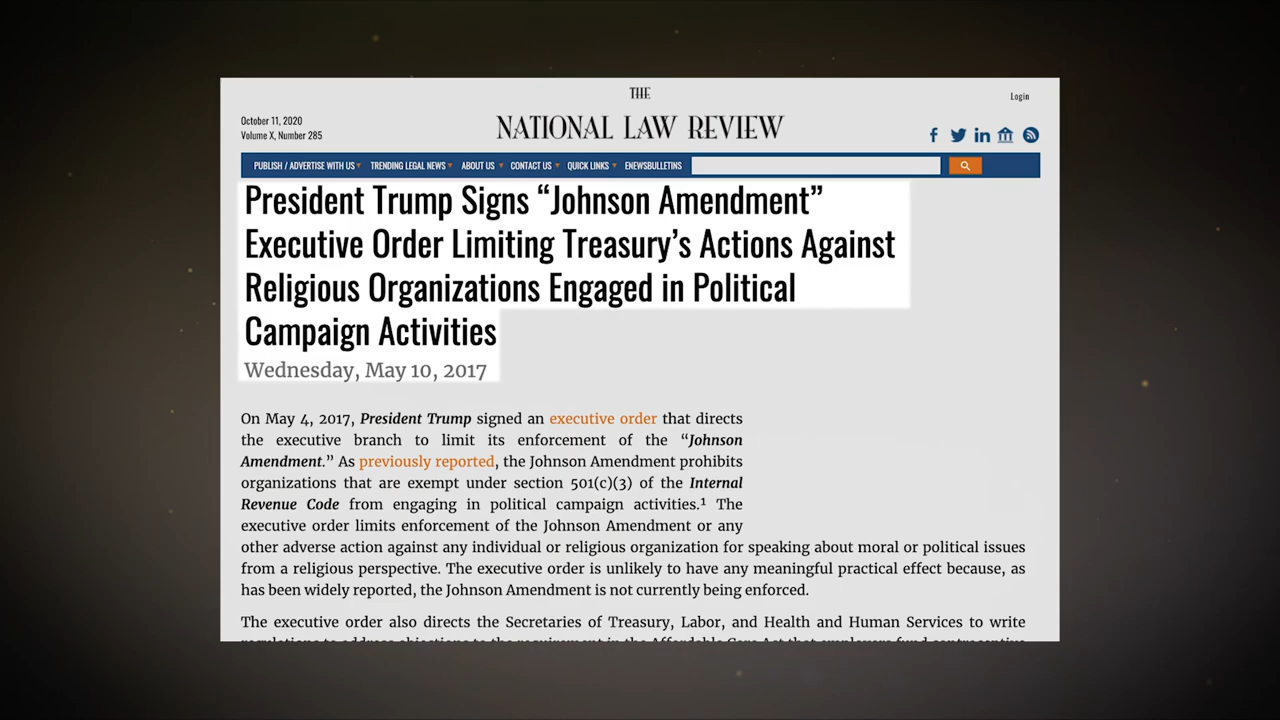 THE
Login
October 11, 2020
NATIONAL LAW REVIEW
Volume X, Number 285
PUBLISH / ADVERTISE WITH US TRENDING LEGAL NEWS ABOUT US CONTACT US QUICK LINKS ENEWSBULLETINS
President Trump Signs “Johnson Amendment”
Executive Order Limiting Treasury’s Actions Against
Religious Organizations Engaged in Political
Campaign Activities
Wednesday, May 10, 2017
On May 4, 2017, President Trump signed an executive order that directs
the executive branch to limit its enforcement of the “Johnson
Amendment.” As previously reported, the Johnson Amendment prohibits
organizations that are exempt under section 501(c)(3) of the Internal
Revenue Code from engaging in political campaign activities.¹ The
executive order limits enforcement of the Johnson Amendment or any
other adverse action against any individual or religious organization for speaking about moral or political issues
from a religious perspective. The executive order is unlikely to have any meaningful practical effect because, as
has been widely reported, the Johnson Amendment is not currently being enforced.
The executive order also directs the Secretaries of Treasury, Labor, and Health and Human Services to write